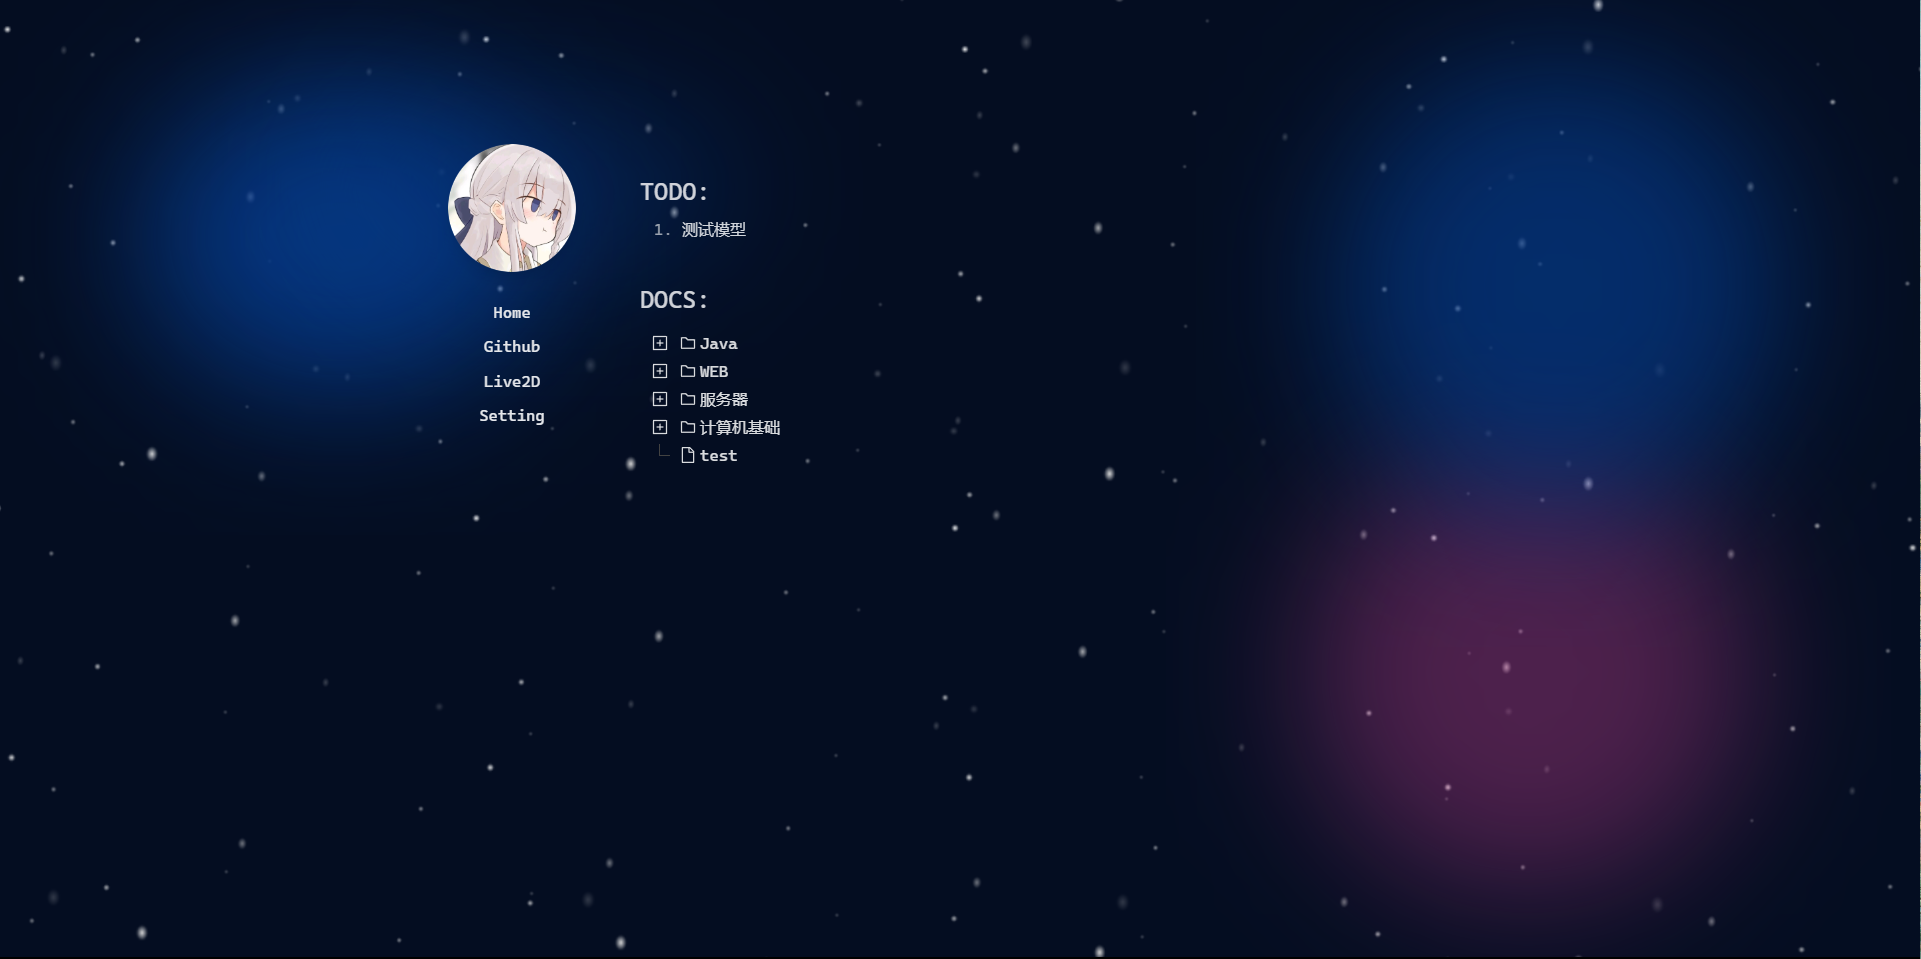 Home
Github
Live2D
Setting
TODO:
1. 测试模型
DOCS:
Java
WEB
服务器
计算机基础
test